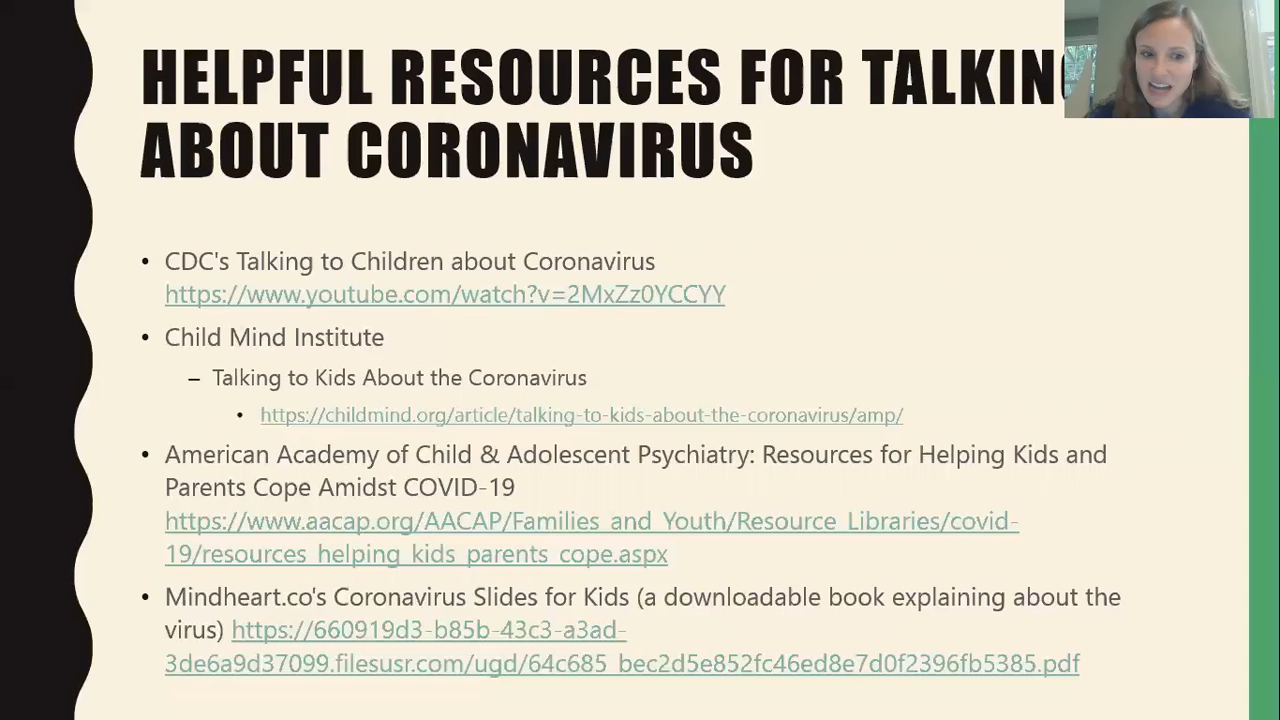 HELPFUL RESOURCES FOR TALKING
ABOUT CORONAVIRUS
• CDC's Talking to Children about Coronavirus
https://www.youtube.com/watch?v=2MxZz0YCCYY
• Child Mind Institute
– Talking to Kids About the Coronavirus
• https://childmind.org/article/talking-to-kids-about-the-coronavirus/amp/
• American Academy of Child & Adolescent Psychiatry: Resources for Helping Kids and
Parents Cope Amidst COVID-19
https://www.aacap.org/AACAP/Families_and_Youth/Resource_Libraries/covid-
19/resources_helping_kids_parents_cope.aspx
• Mindheart.co's Coronavirus Slides for Kids (a downloadable book explaining about the
virus) https://660919d3-b85b-43c3-a3ad-
3de6a9d37099.filesusr.com/ugd/64c685_bec2d5e852fc46ed8e7d0f2396fb5385.pdf